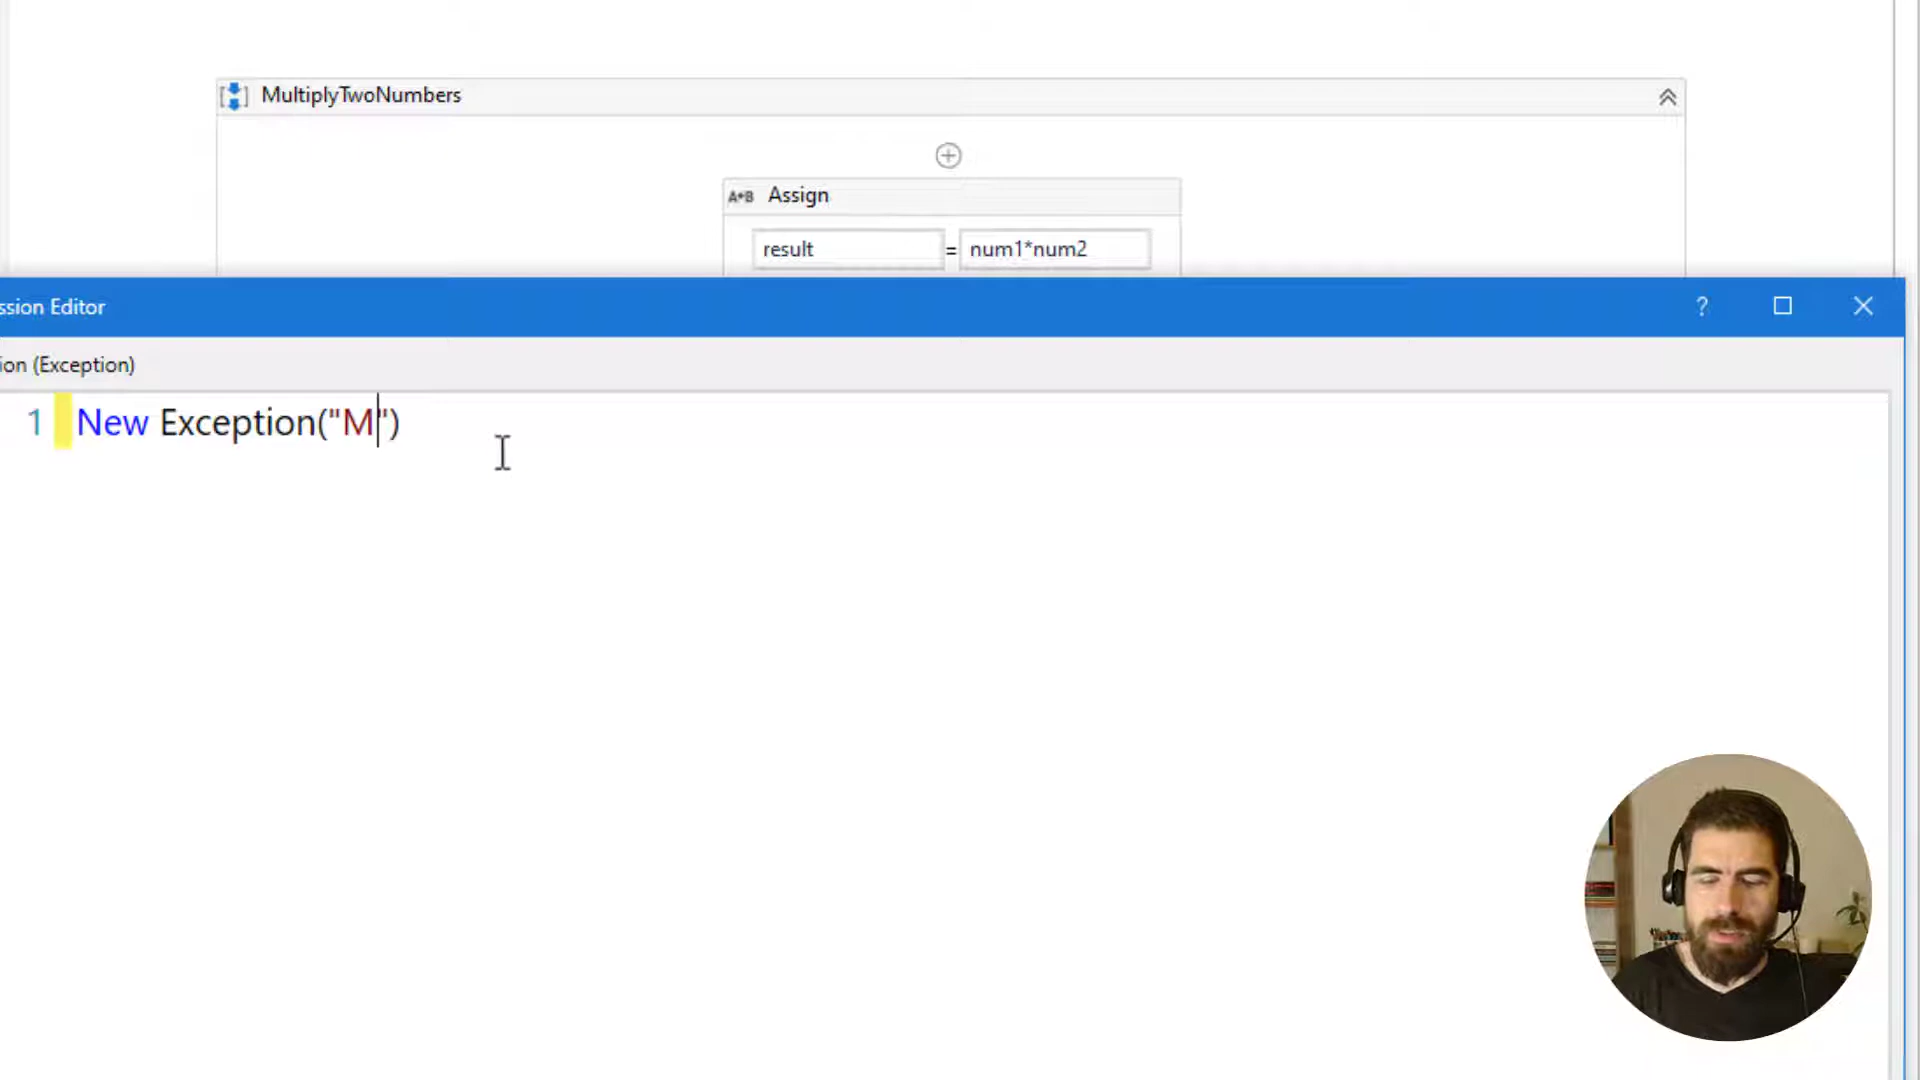 MultiplyTwoNumbers
A+B Assign
result = num1*num2
ssion Editor
?
ion (Exception)
1 New Exception("M")